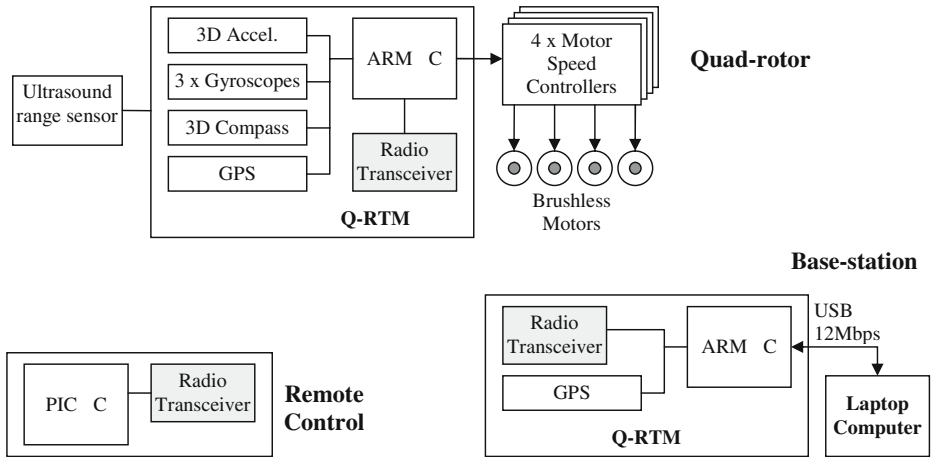 3D Accel.
3 x Gyroscopes
3D Compass
GPS
ARM C
Radio
Transceiver
Q-RTM
Ultrasound
range sensor
4 x Motor
Speed
Controllers
Brushless
Motors
Quad-rotor
Base-station
Radio
Transceiver
GPS
ARM C
Q-RTM
USB
12Mbps
Laptop
Computer
PIC C
Radio
Transceiver
Remote
Control